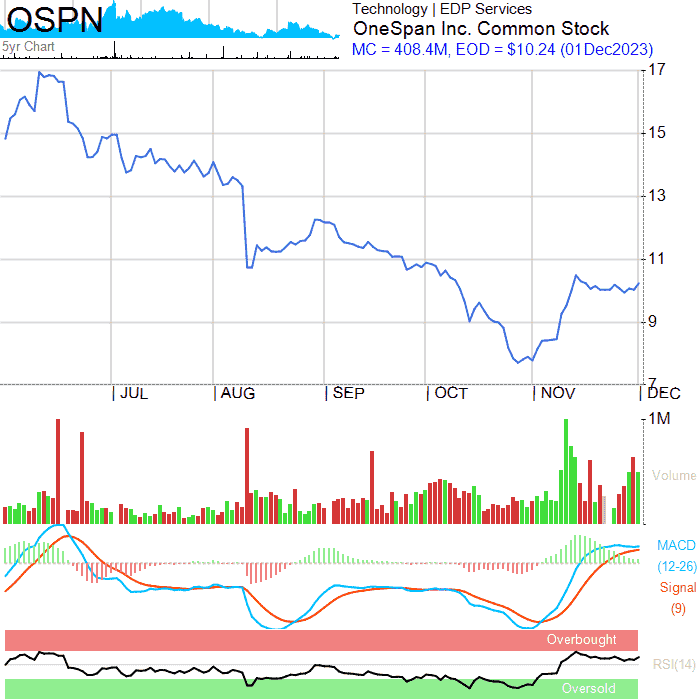 OSPN
5yr Chart
Technology | EDP Services
OneSpan Inc. Common Stock
MC = 408.4M, EOD = $10.24 (01Dec2023)
17
15
13
11
9
7
JUL
AUG
SEP
OCT
NOV
DEC
1M
Volume
MACD
(12-26)
Signal
(9)
Overbought
RSI(14)
Oversold